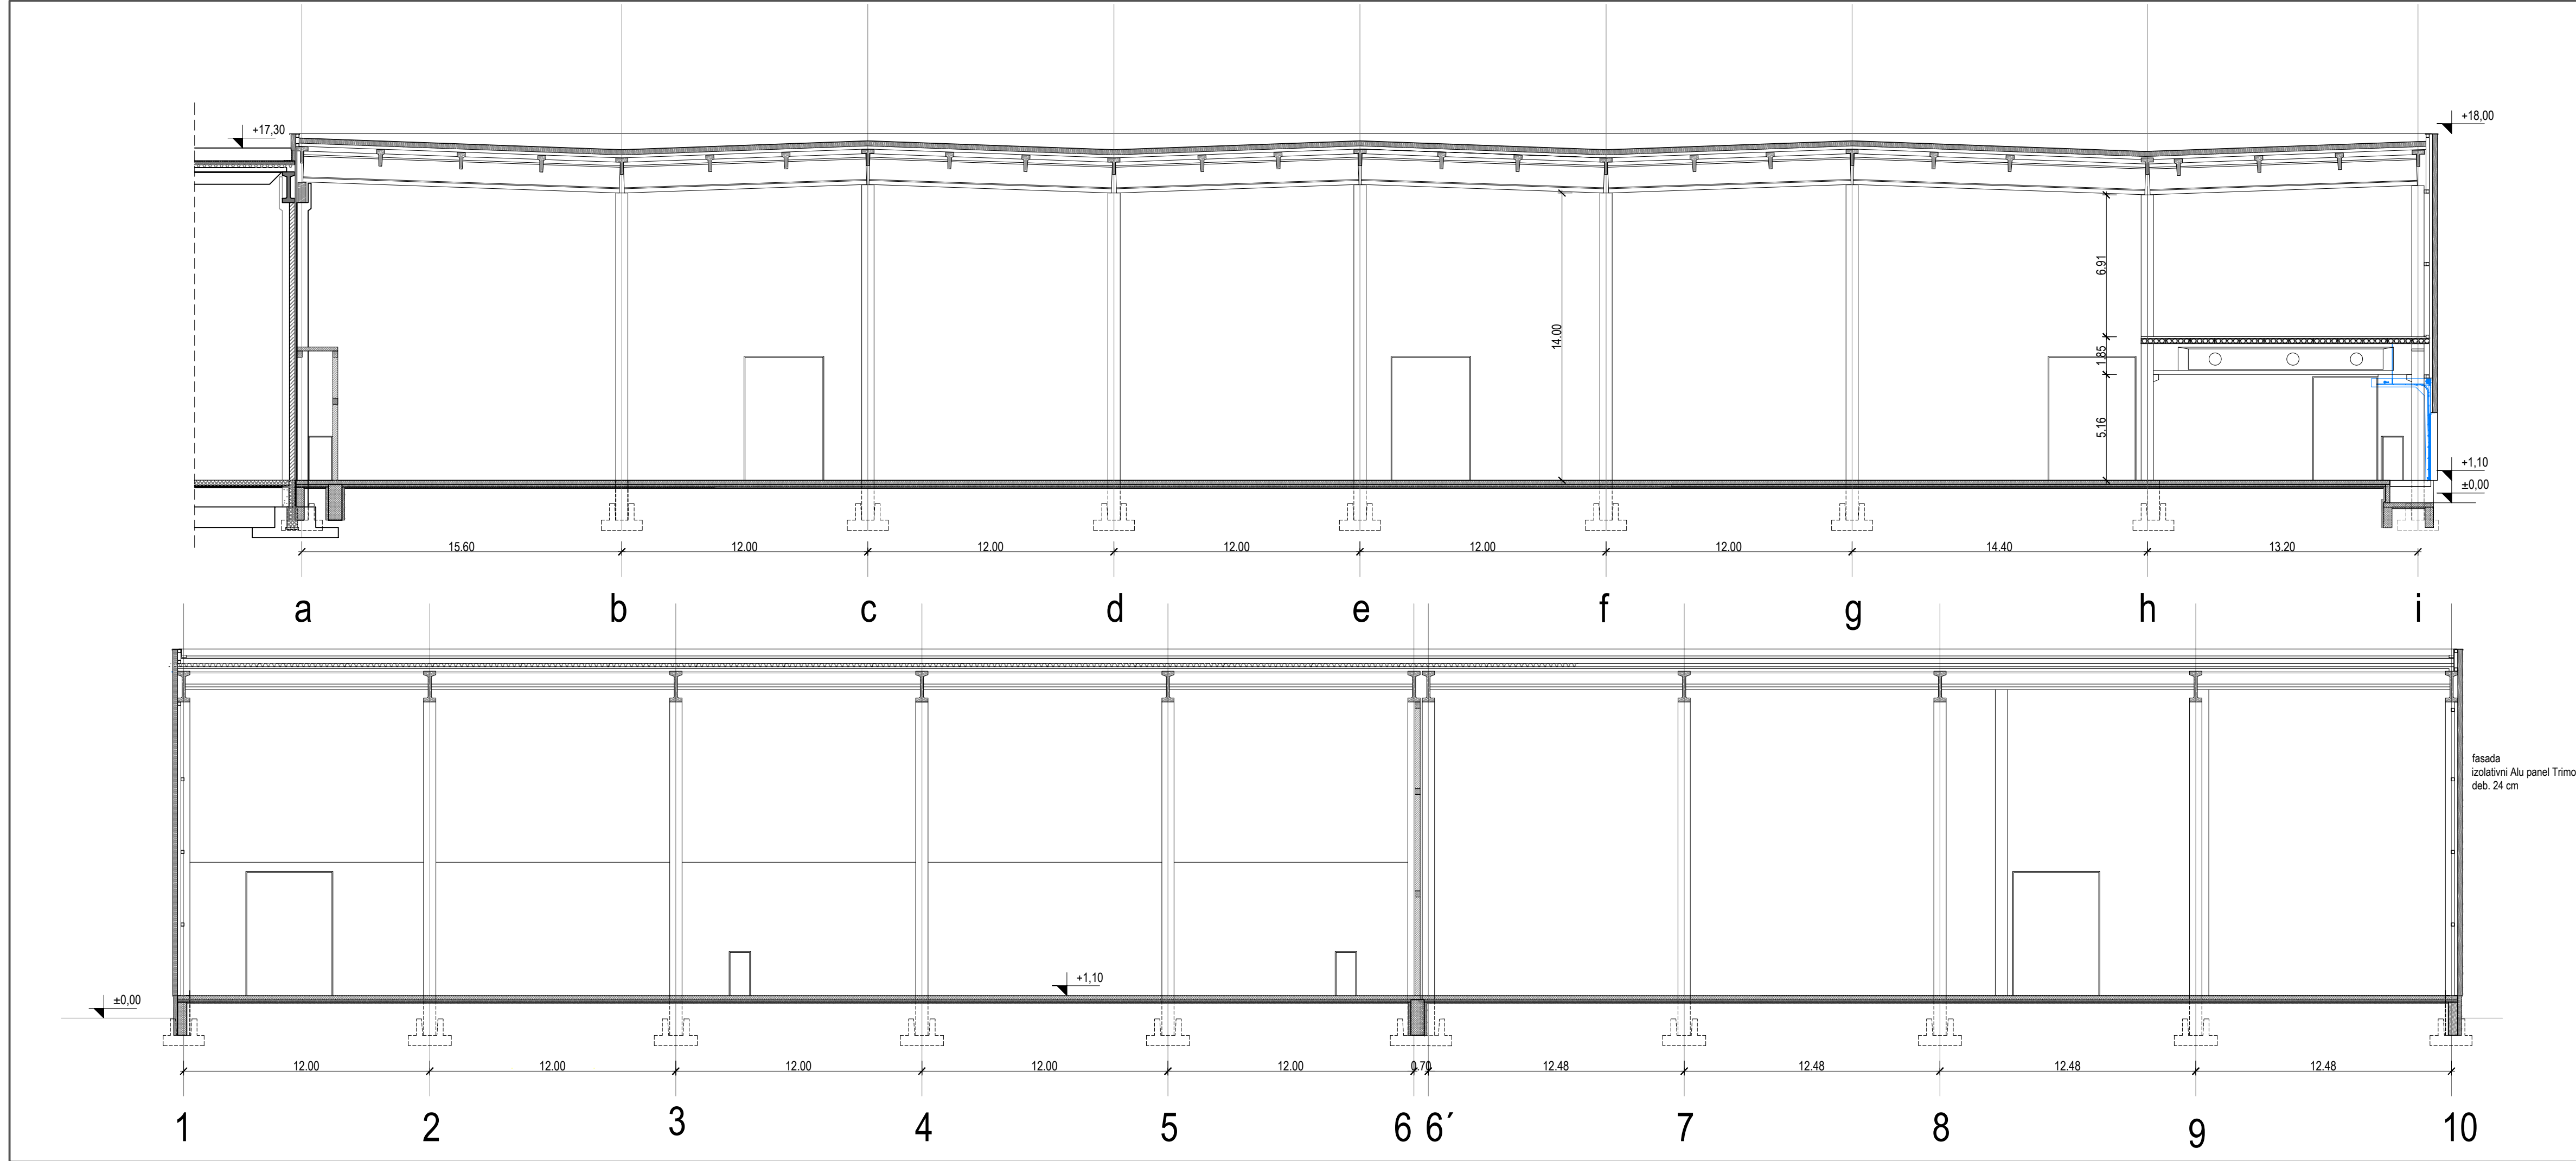 +17,30
+18,00
6.91
14.00
1.85
5.16
+1,10
±0,00
15.60 12.00 12.00 12.00 12.00 12.00 14.40 13.20
a b c d e f g h i
fasada
izolativni Alu panel Trimo
deb. 24 cm
+1,10
±0,00
12.00 12.00 12.00 12.00 12.00 0.70 12.48 12.48 12.48 12.48
1 2 3 4 5 6 6´ 7 8 9 10